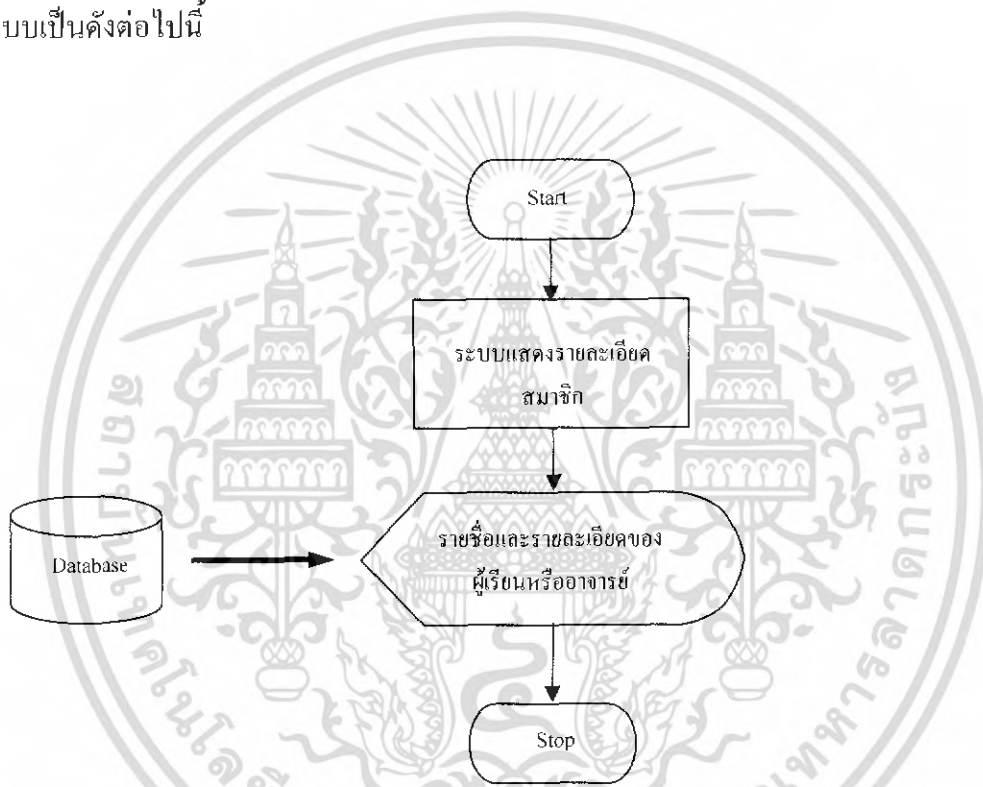 บบเป็นดังต่อไปนี้
Start
ระบบแสดงรายละเอียด
สมาชิก
รายชื่อและรายละเอียดของ
ผู้เรียนหรืออาจารย์
Database
Stop